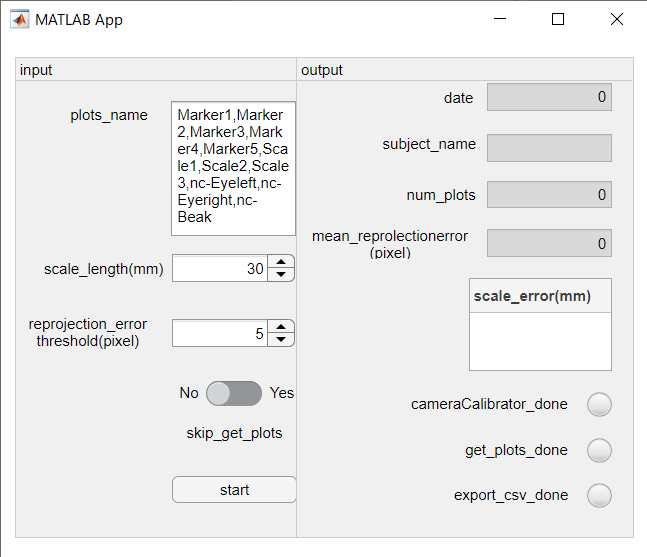 MATLAB App
input
plots_name
Marker1,Marker
2,Marker3,Mark
er4,Marker5,Sca
le1,Scale2,Scale
3,nc-Eyeleft,nc-
Eyeright,nc-
Beak
scale_length(mm)
30
reprojection_error
threshold(pixel)
5
No
Yes
skip_get_plots
start
output
date
0
subject_name
num_plots
0
mean_reprolectionerror
(pixel)
0
scale_error(mm)
cameraCalibrator_done
get_plots_done
export_csv_done